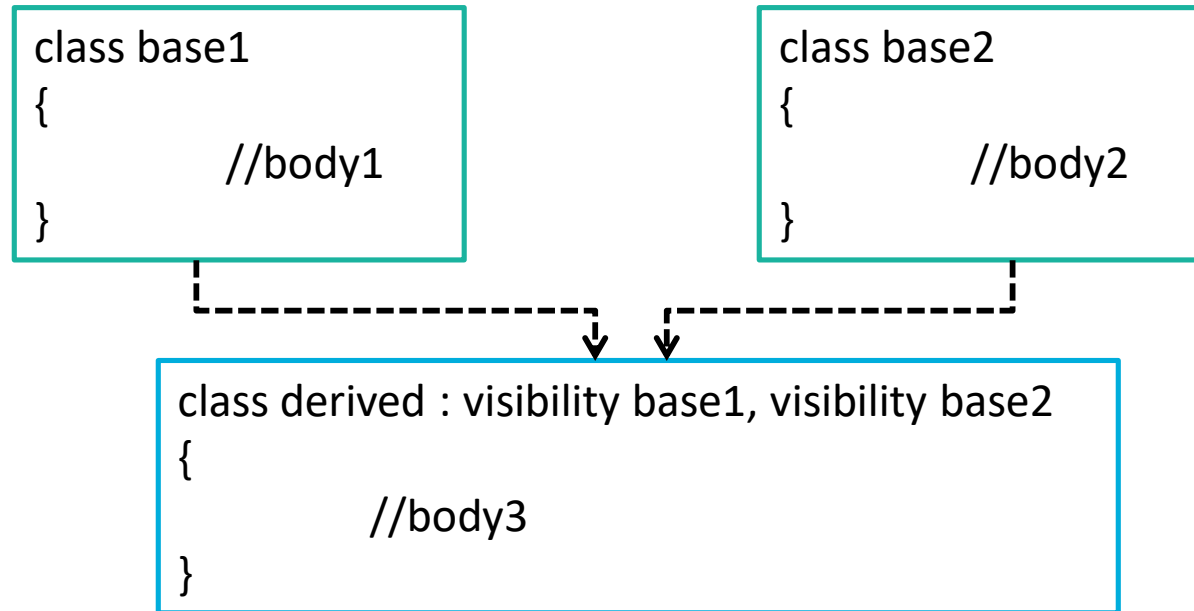 class base1
{
//body1
}
class base2
{
//body2
}
class derived : visibility base1, visibility base2
{
//body3
}